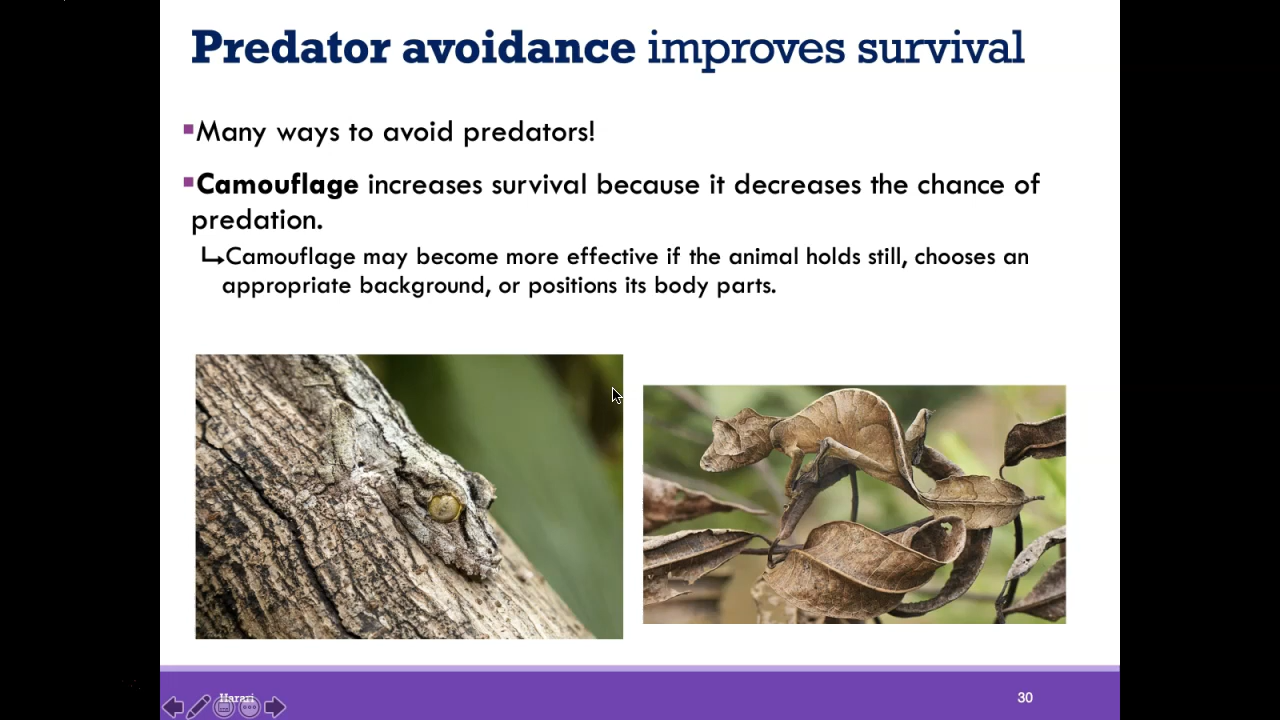 Predator avoidance improves survival
▪Many ways to avoid predators!
▪Camouflage increases survival because it decreases the chance of
predation.
↳Camouflage may become more effective if the animal holds still, chooses an
appropriate background, or positions its body parts.
Harari
30